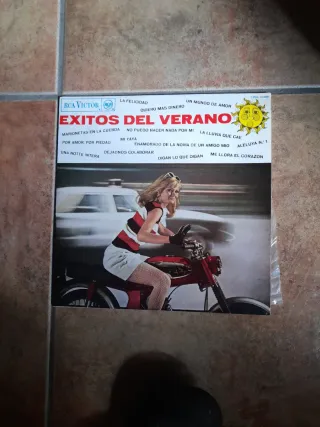 RCA VICTOR
LA FELICIDAD
UN MUNDO DE AMOR
QUIERO MAS DINERO
EXITOS DEL VERANO
MARIONETAS EN LA CUERDA
NO PUEDO HACER NADA POR MI
LA LLUVIA QUE CAE
MI FAFA
POR AMOR, POR PIEDAD
ENAMORADO DE LA NOVIA DE UN AMIGO MIO
ALELUYA N.º 1
UNA NOTTE INTERA
DEJADNOS COLABORAR
DIGAN LO QUE DIGAN
ME LLORA EL CORAZON